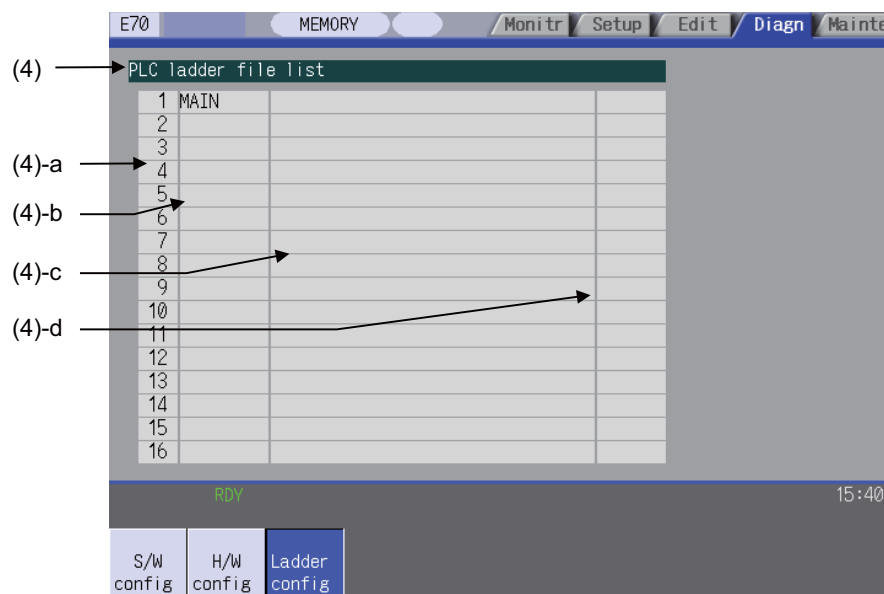 E70 MEMORY Monitr Setup Edit Diagn Mainte
(4) PLC ladder file list
1 MAIN
2
3
(4)-a 4
5
(4)-b 6
7
(4)-c 8
9
10
(4)-d 11
12
13
14
15
16
RDY 15:40
S/W config H/W config Ladder config